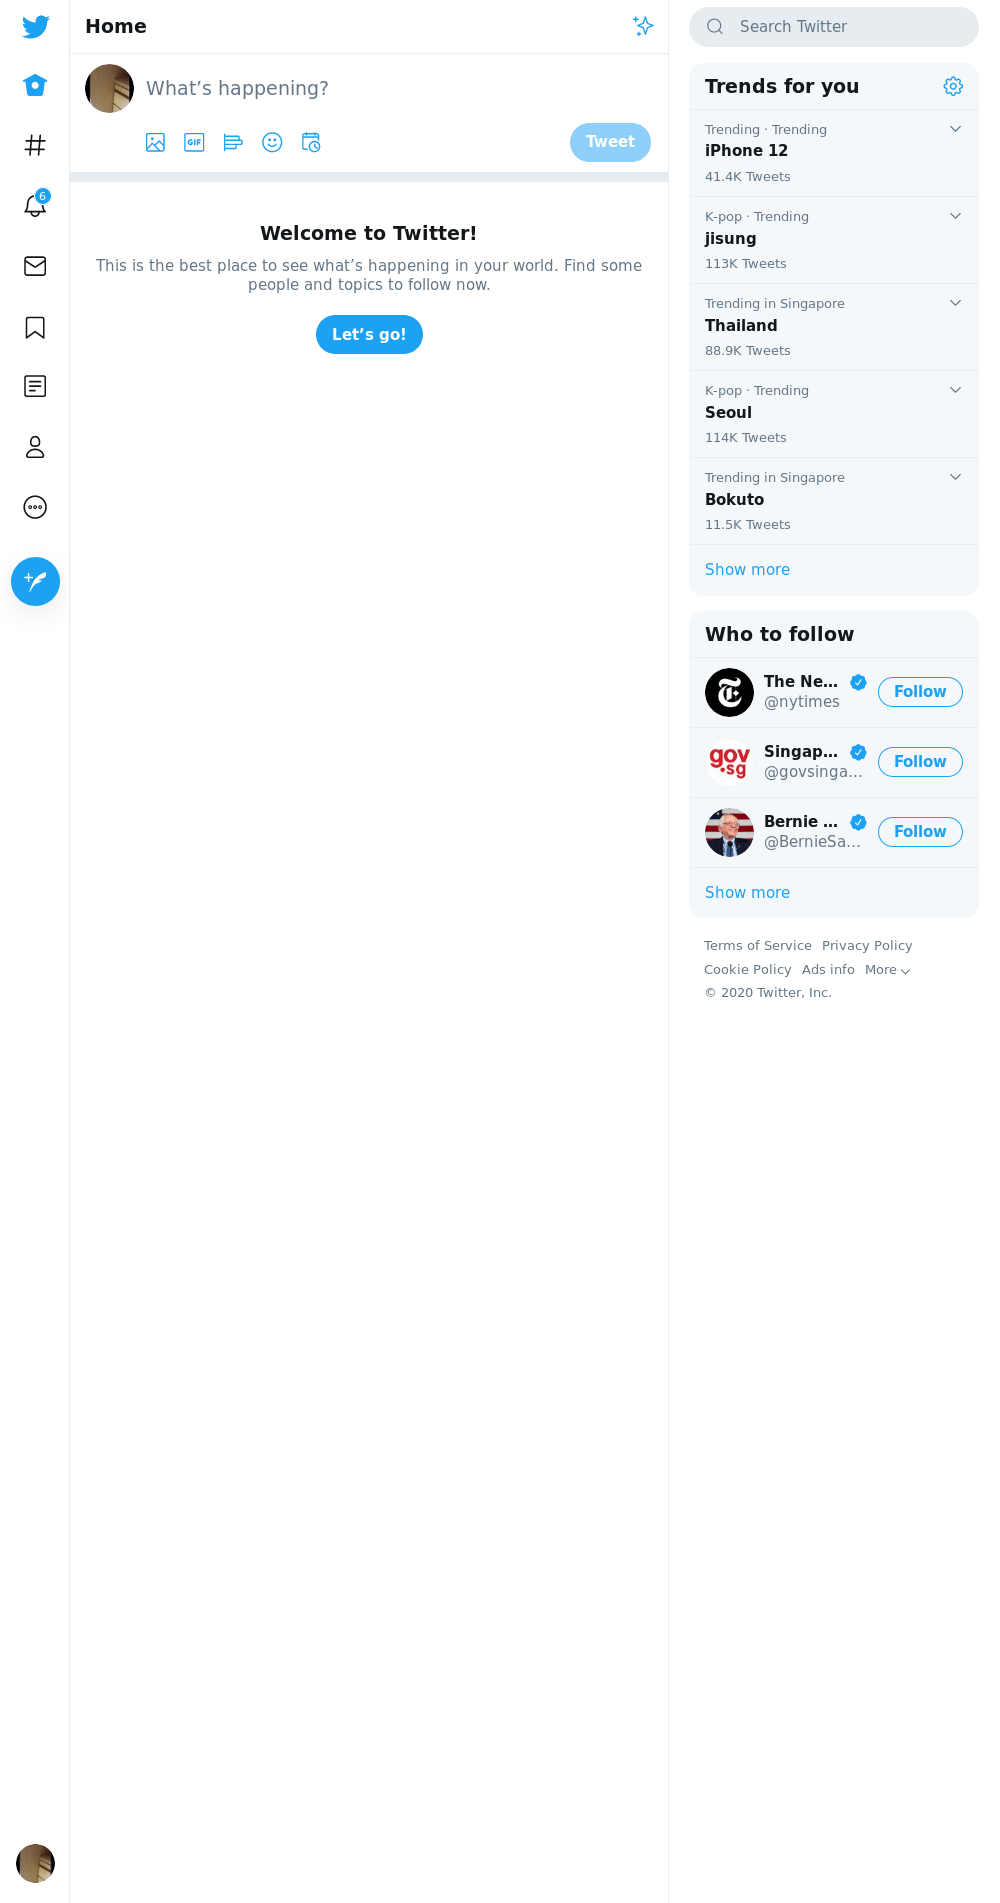 Home
What’s happening?
GIF
Tweet
6
Welcome to Twitter!
This is the best place to see what’s happening in your world. Find some
people and topics to follow now.
Let’s go!
Search Twitter
Trends for you
Trending · Trending
iPhone 12
41.4K Tweets
K-pop · Trending
jisung
113K Tweets
Trending in Singapore
Thailand
88.9K Tweets
K-pop · Trending
Seoul
114K Tweets
Trending in Singapore
Bokuto
11.5K Tweets
Show more
Who to follow
The Ne...
@nytimes
Follow
gov
.sg
Singap...
@govsinga...
Follow
Bernie ...
@BernieSa...
Follow
Show more
Terms of Service Privacy Policy
Cookie Policy Ads info More
© 2020 Twitter, Inc.